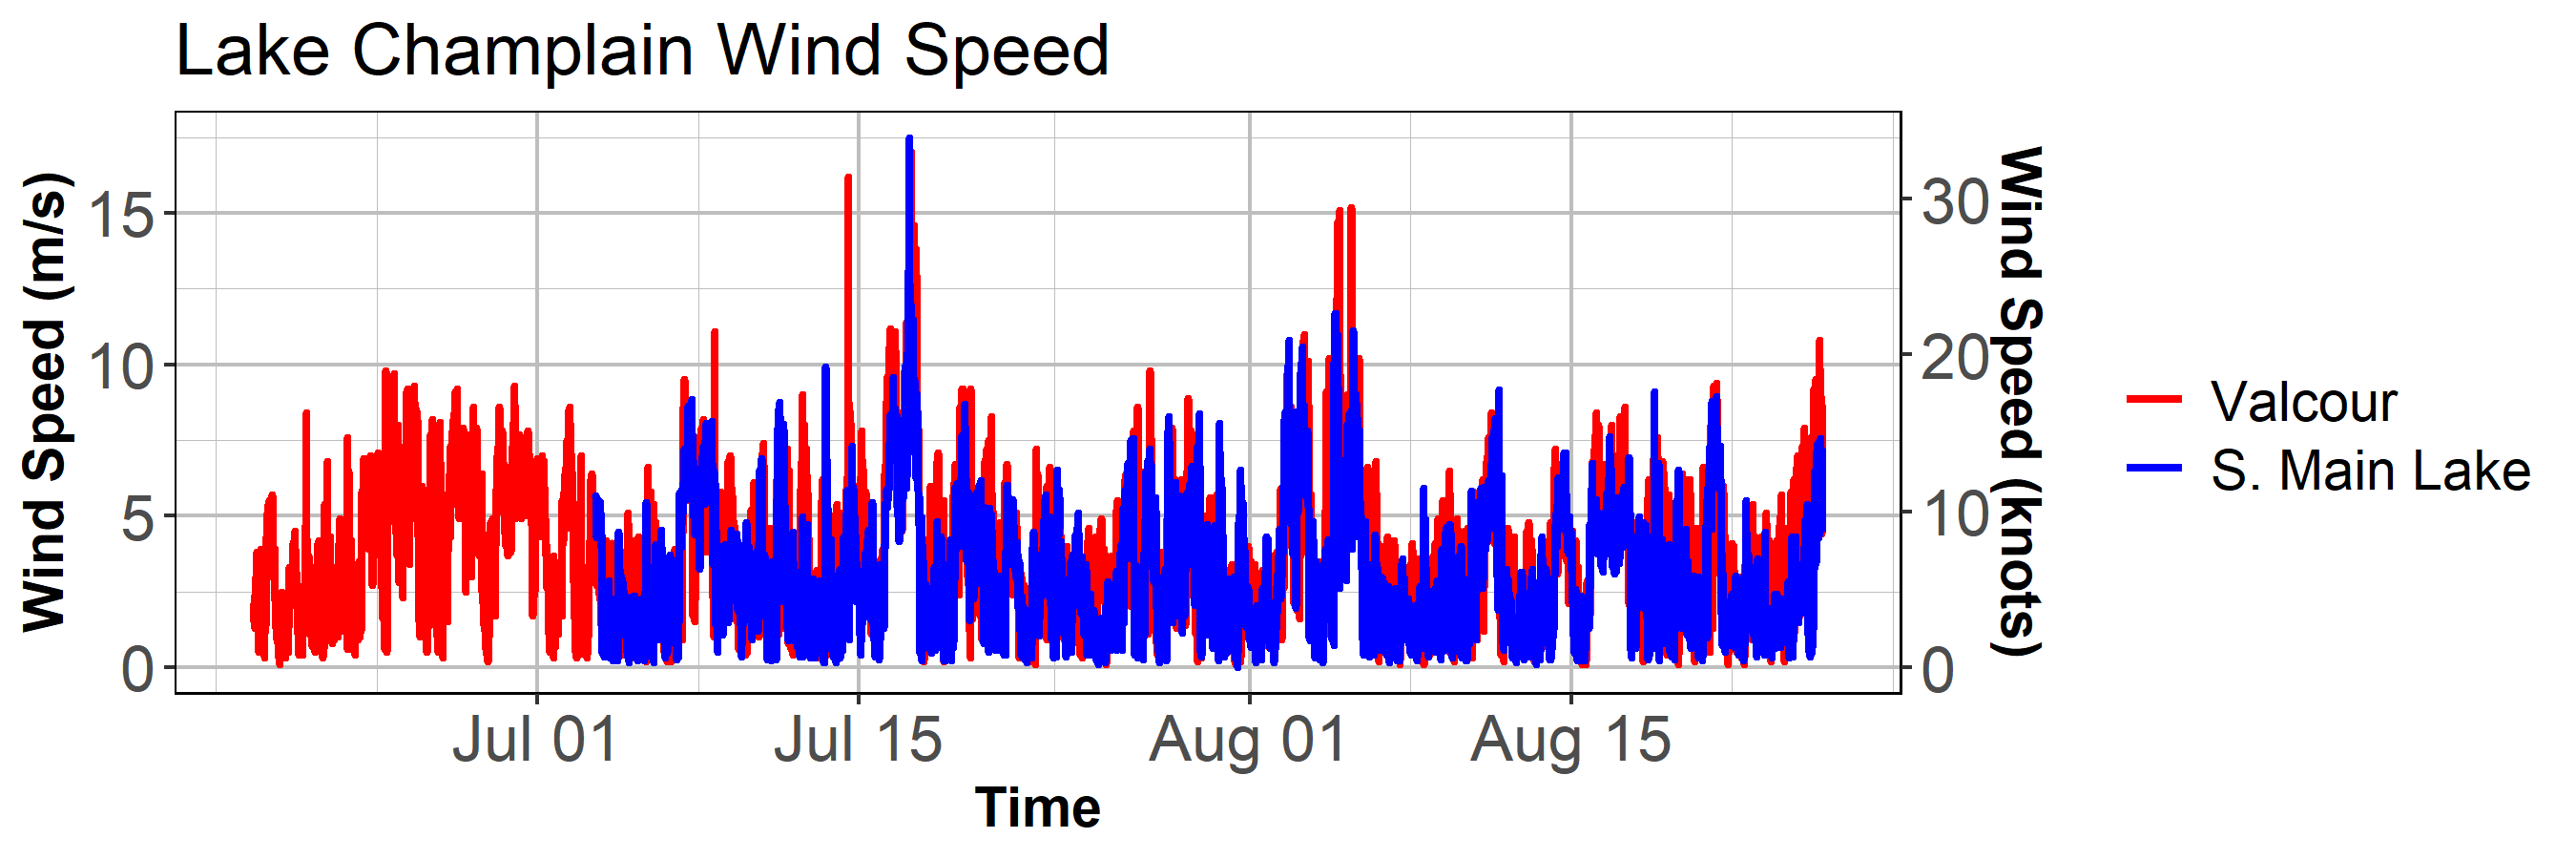 Lake Champlain Wind Speed
Wind Speed (m/s)
15
10
5
0
30
20
10
0
Wind Speed (knots)
Valcour
S. Main Lake
Jul 01
Jul 15
Aug 01
Aug 15
Time